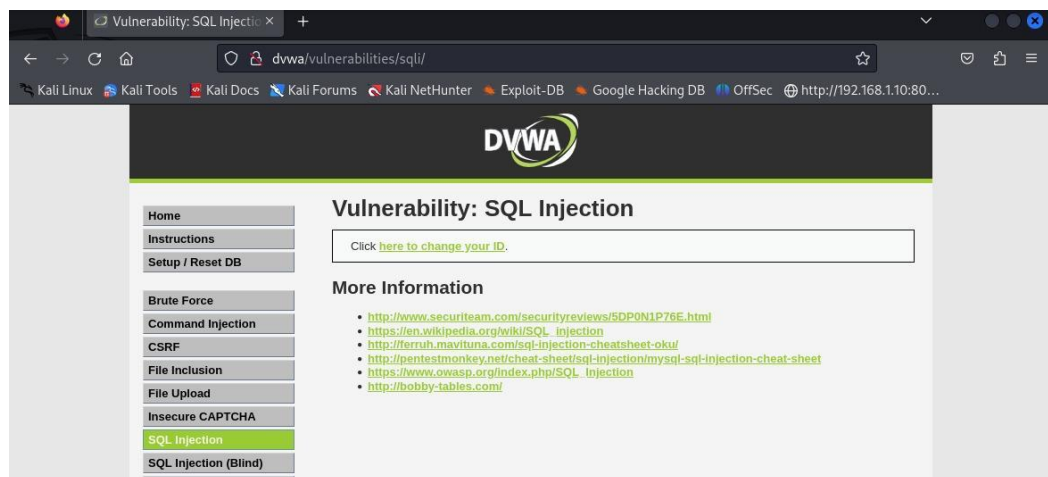 Vulnerability: SQL Injectio
dvwa/vulnerabilities/sqli/
Kali Linux Kali Tools Kali Docs Kali Forums Kali NetHunter Exploit-DB Google Hacking DB OffSec http://192.168.1.10:80...
DVWA
Home
Instructions
Setup / Reset DB
Brute Force
Command Injection
CSRF
File Inclusion
File Upload
Insecure CAPTCHA
SQL Injection
SQL Injection (Blind)
Vulnerability: SQL Injection
Click here to change your ID.
More Information
http://www.securiteam.com/securityreviews/5DP0N1P76E.html
https://en.wikipedia.org/wiki/SQL_injection
http://ferruh.mavituna.com/sql-injection-cheatsheet-oku/
http://pentestmonkey.net/cheat-sheet/sql-injection/mysql-sql-injection-cheat-sheet
https://www.owasp.org/index.php/SQL_Injection
http://bobby-tables.com/